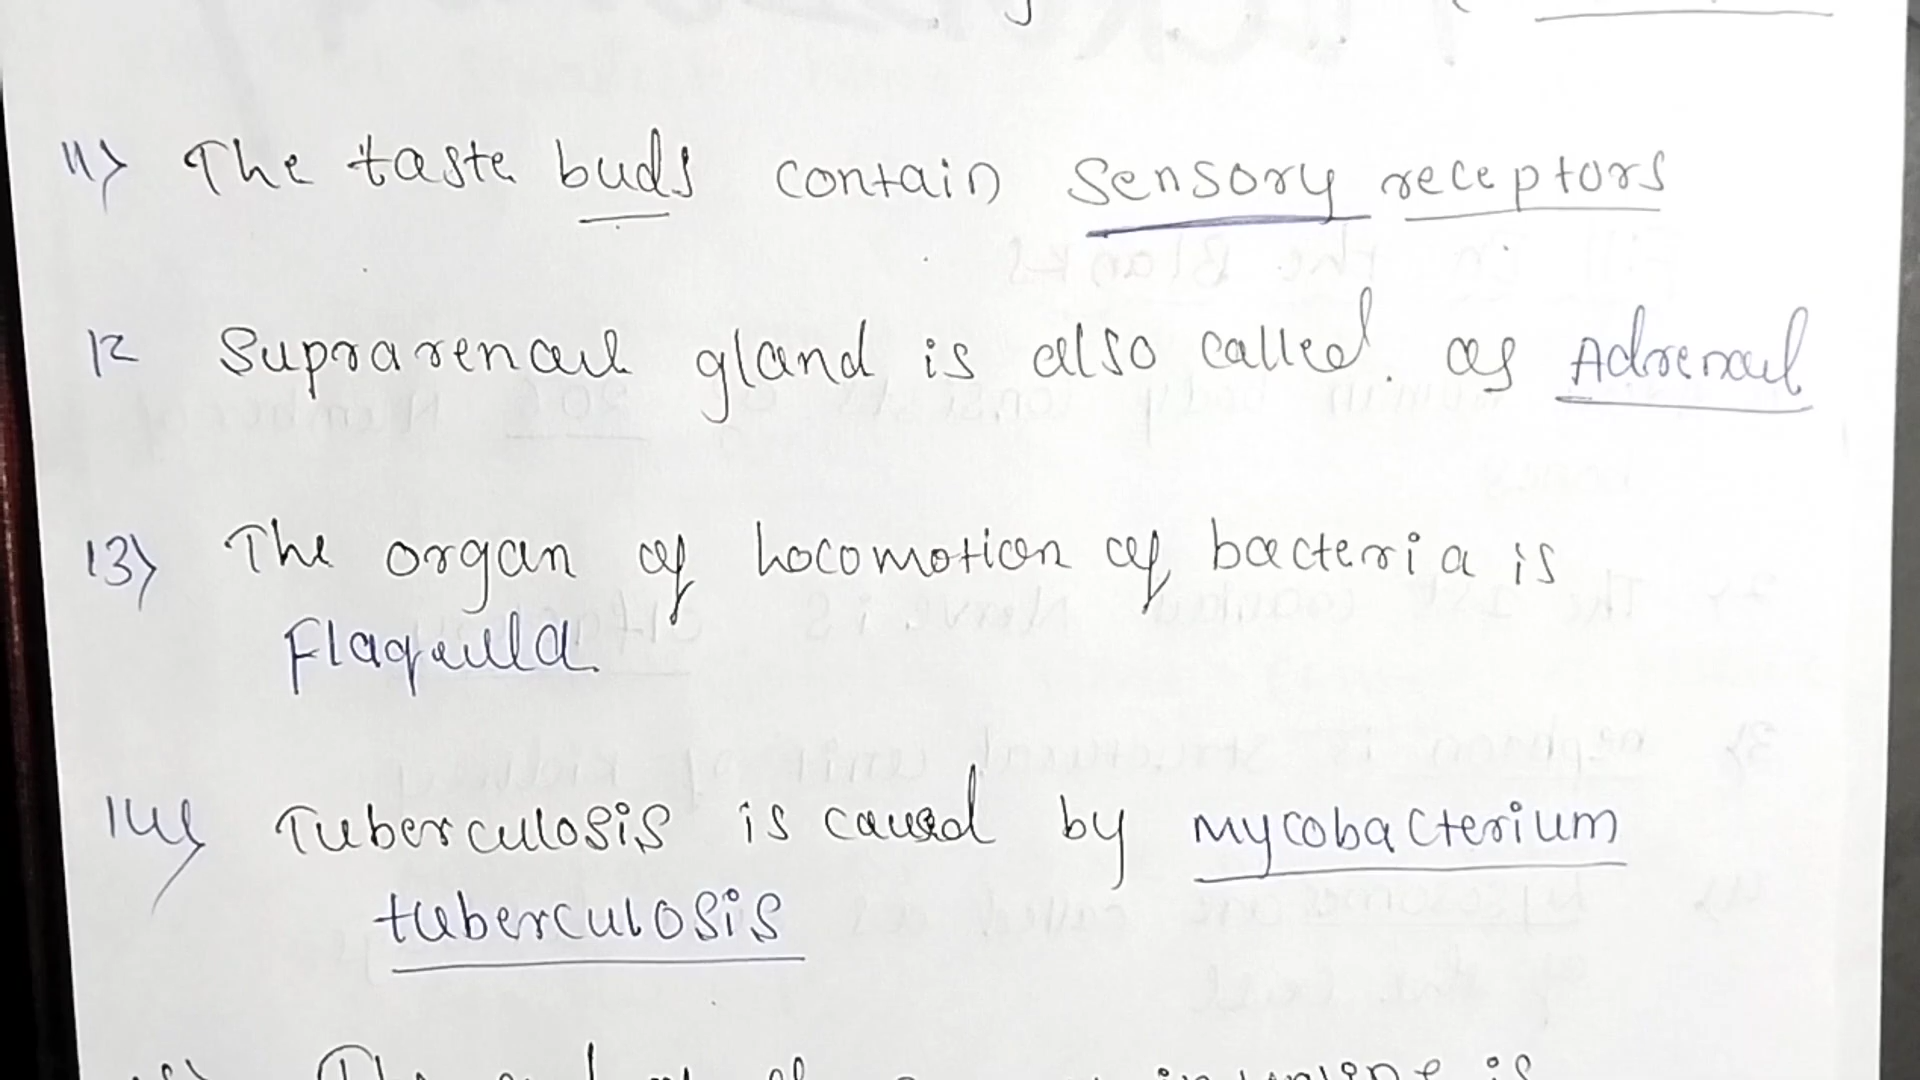 11) The taste buds contain sensory receptors
12 Suprarenal gland is also called. as Adrenal
13) The organ of Locomotion of bacteria is
Flagella
14) Tuberculosis is caused by mycobacterium
tuberculosis